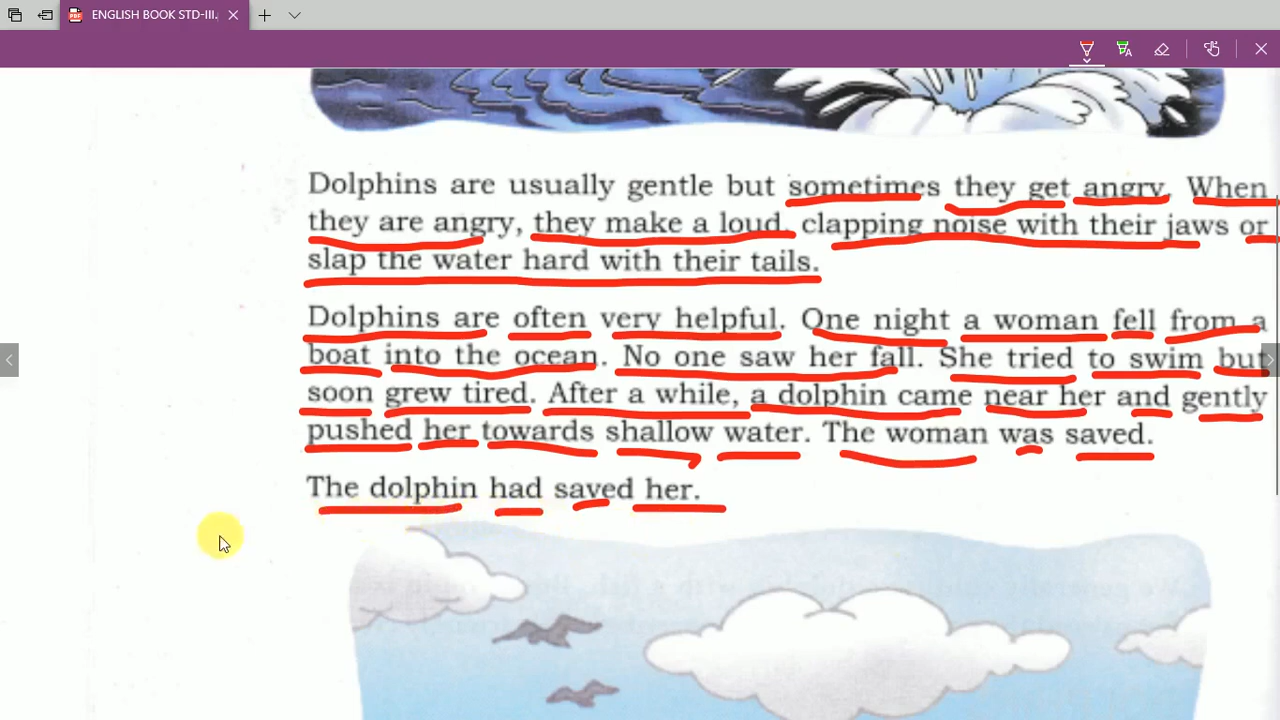 ENGLISH BOOK STD-III.
Dolphins are usually gentle but sometimes they get angry. When
they are angry, they make a loud, clapping noise with their jaws or
slap the water hard with their tails.
Dolphins are often very helpful. One night a woman fell from a
boat into the ocean. No one saw her fall. She tried to swim but
soon grew tired. After a while, a dolphin came near her and gently
pushed her towards shallow water. The woman was saved.
The dolphin had saved her.